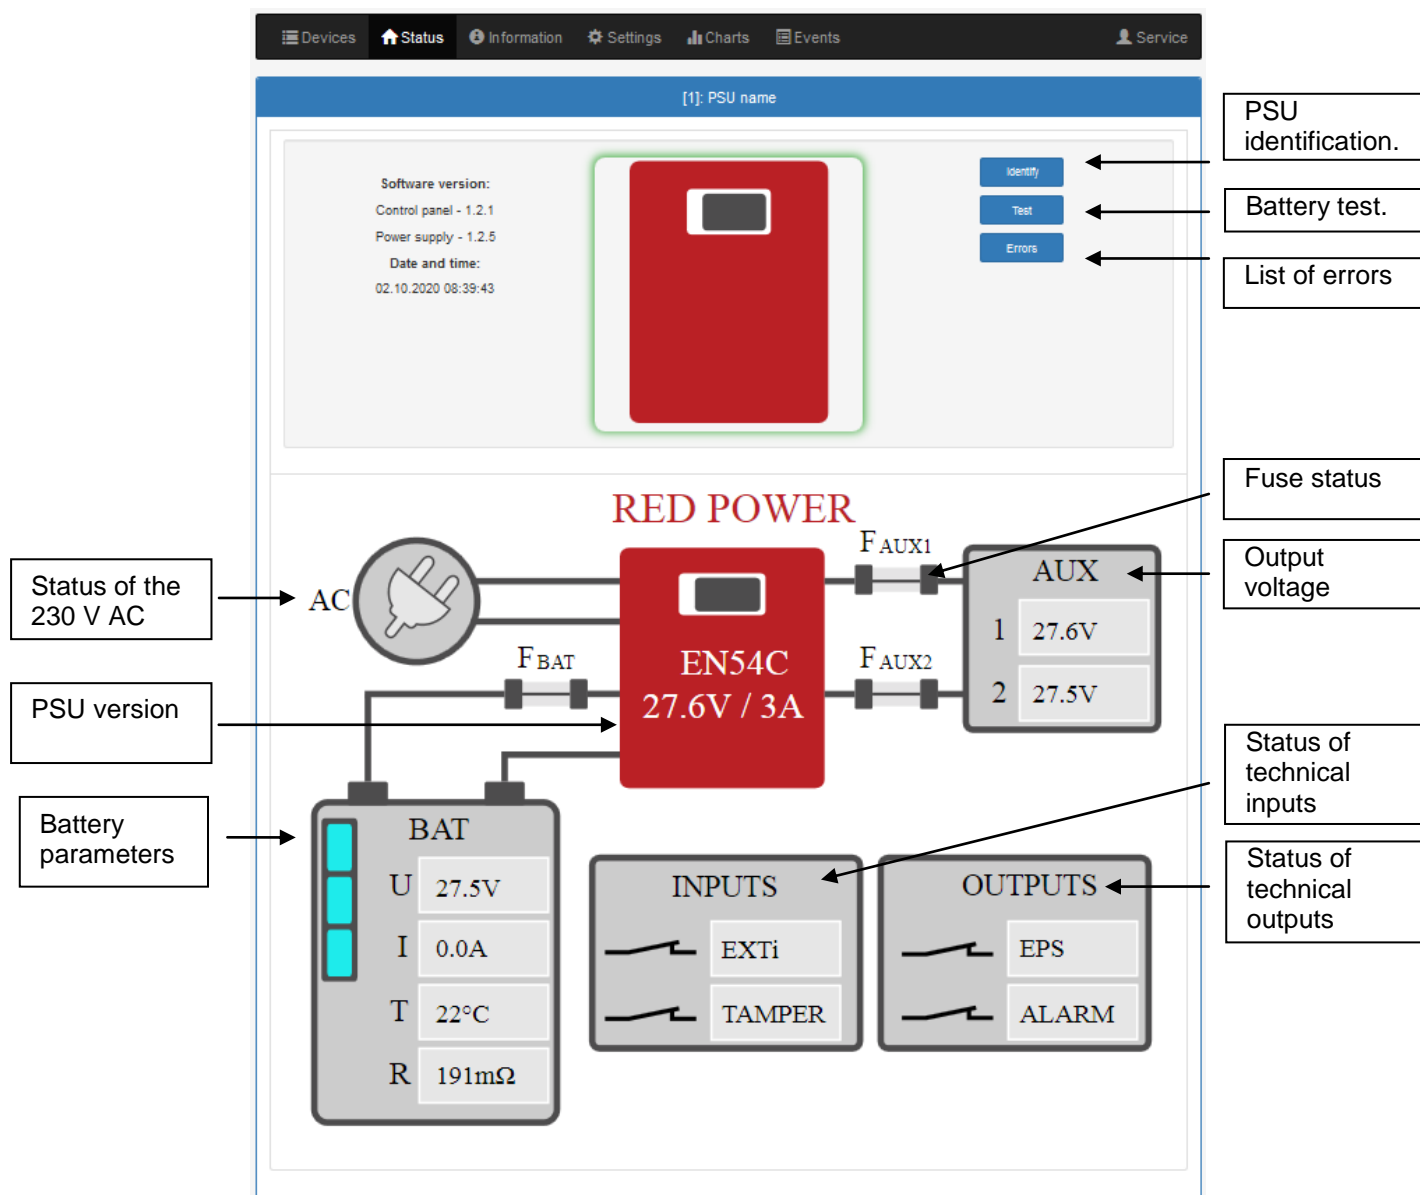 Devices Status Information Settings Charts Events Service
[1]: PSU name
Software version:
Control panel - 1.2.1
Power supply - 1.2.5
Date and time:
02.10.2020 08:39:43
Identify
Test
Errors
PSU
identification.
Battery test.
List of errors
RED POWER
Fuse status
Output
voltage
Status of the
230 V AC
AC
F AUX1
AUX
1 27.6V
2 27.5V
F BAT
EN54C
27.6V / 3A
F AUX2
PSU version
Battery
parameters
BAT
U 27.5V
I 0.0A
T 22°C
R 191mΩ
INPUTS
EXTi
TAMPER
OUTPUTS
EPS
ALARM
Status of
technical
inputs
Status of
technical
outputs